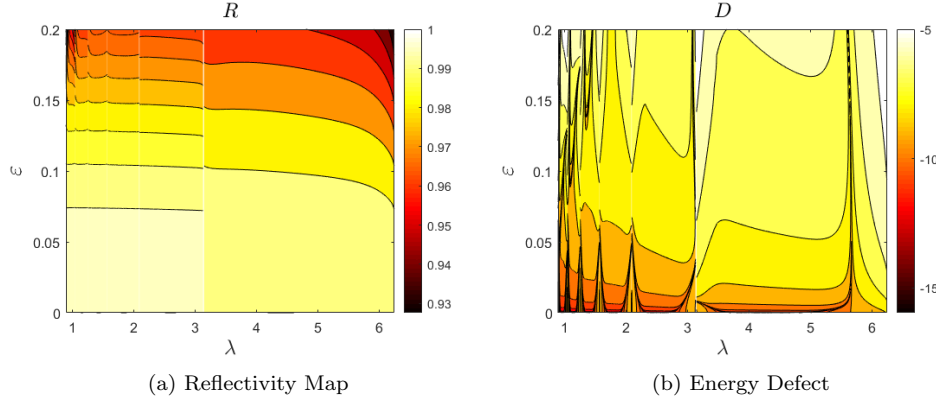 R
0.2
0.15
0.1
0.05
0
ε
1 2 3 4 5 6
λ
1
0.99
0.98
0.97
0.96
0.95
0.94
0.93
(a) Reflectivity Map
D
0.2
0.15
0.1
0.05
0
ε
1 2 3 4 5 6
λ
-5
-10
-15
(b) Energy Defect